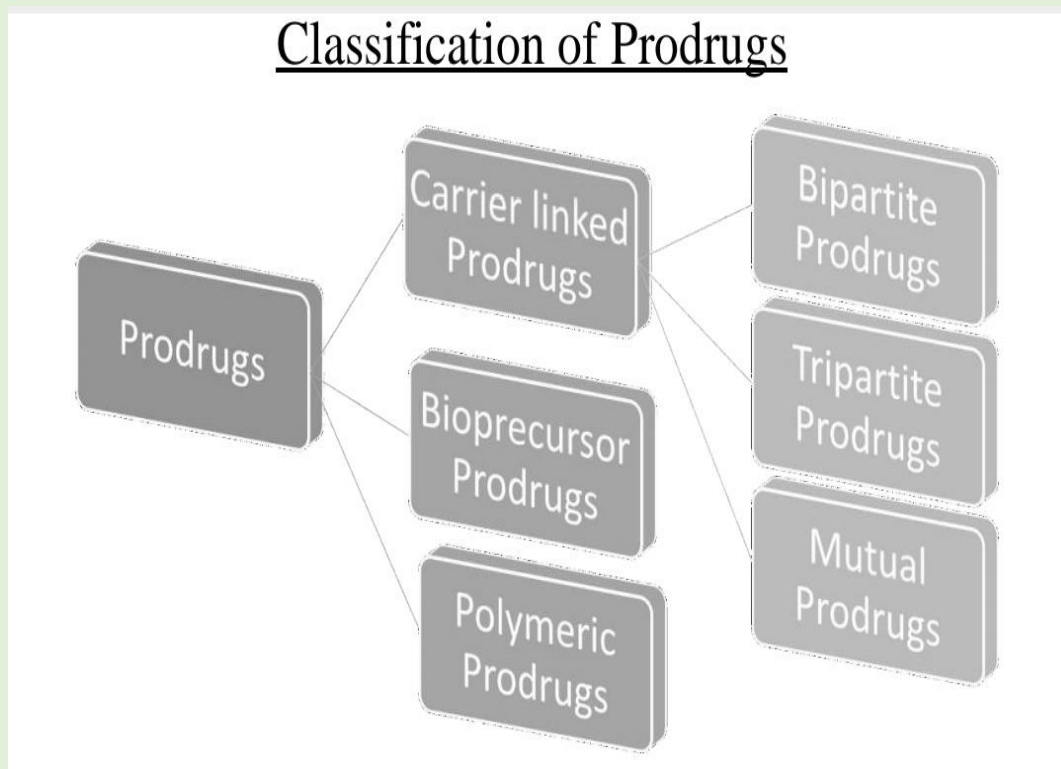 Classification of Prodrugs
Prodrugs
Carrier linked
Prodrugs
Bioprecursor
Prodrugs
Polymeric
Prodrugs
Bipartite
Prodrugs
Tripartite
Prodrugs
Mutual
Prodrugs